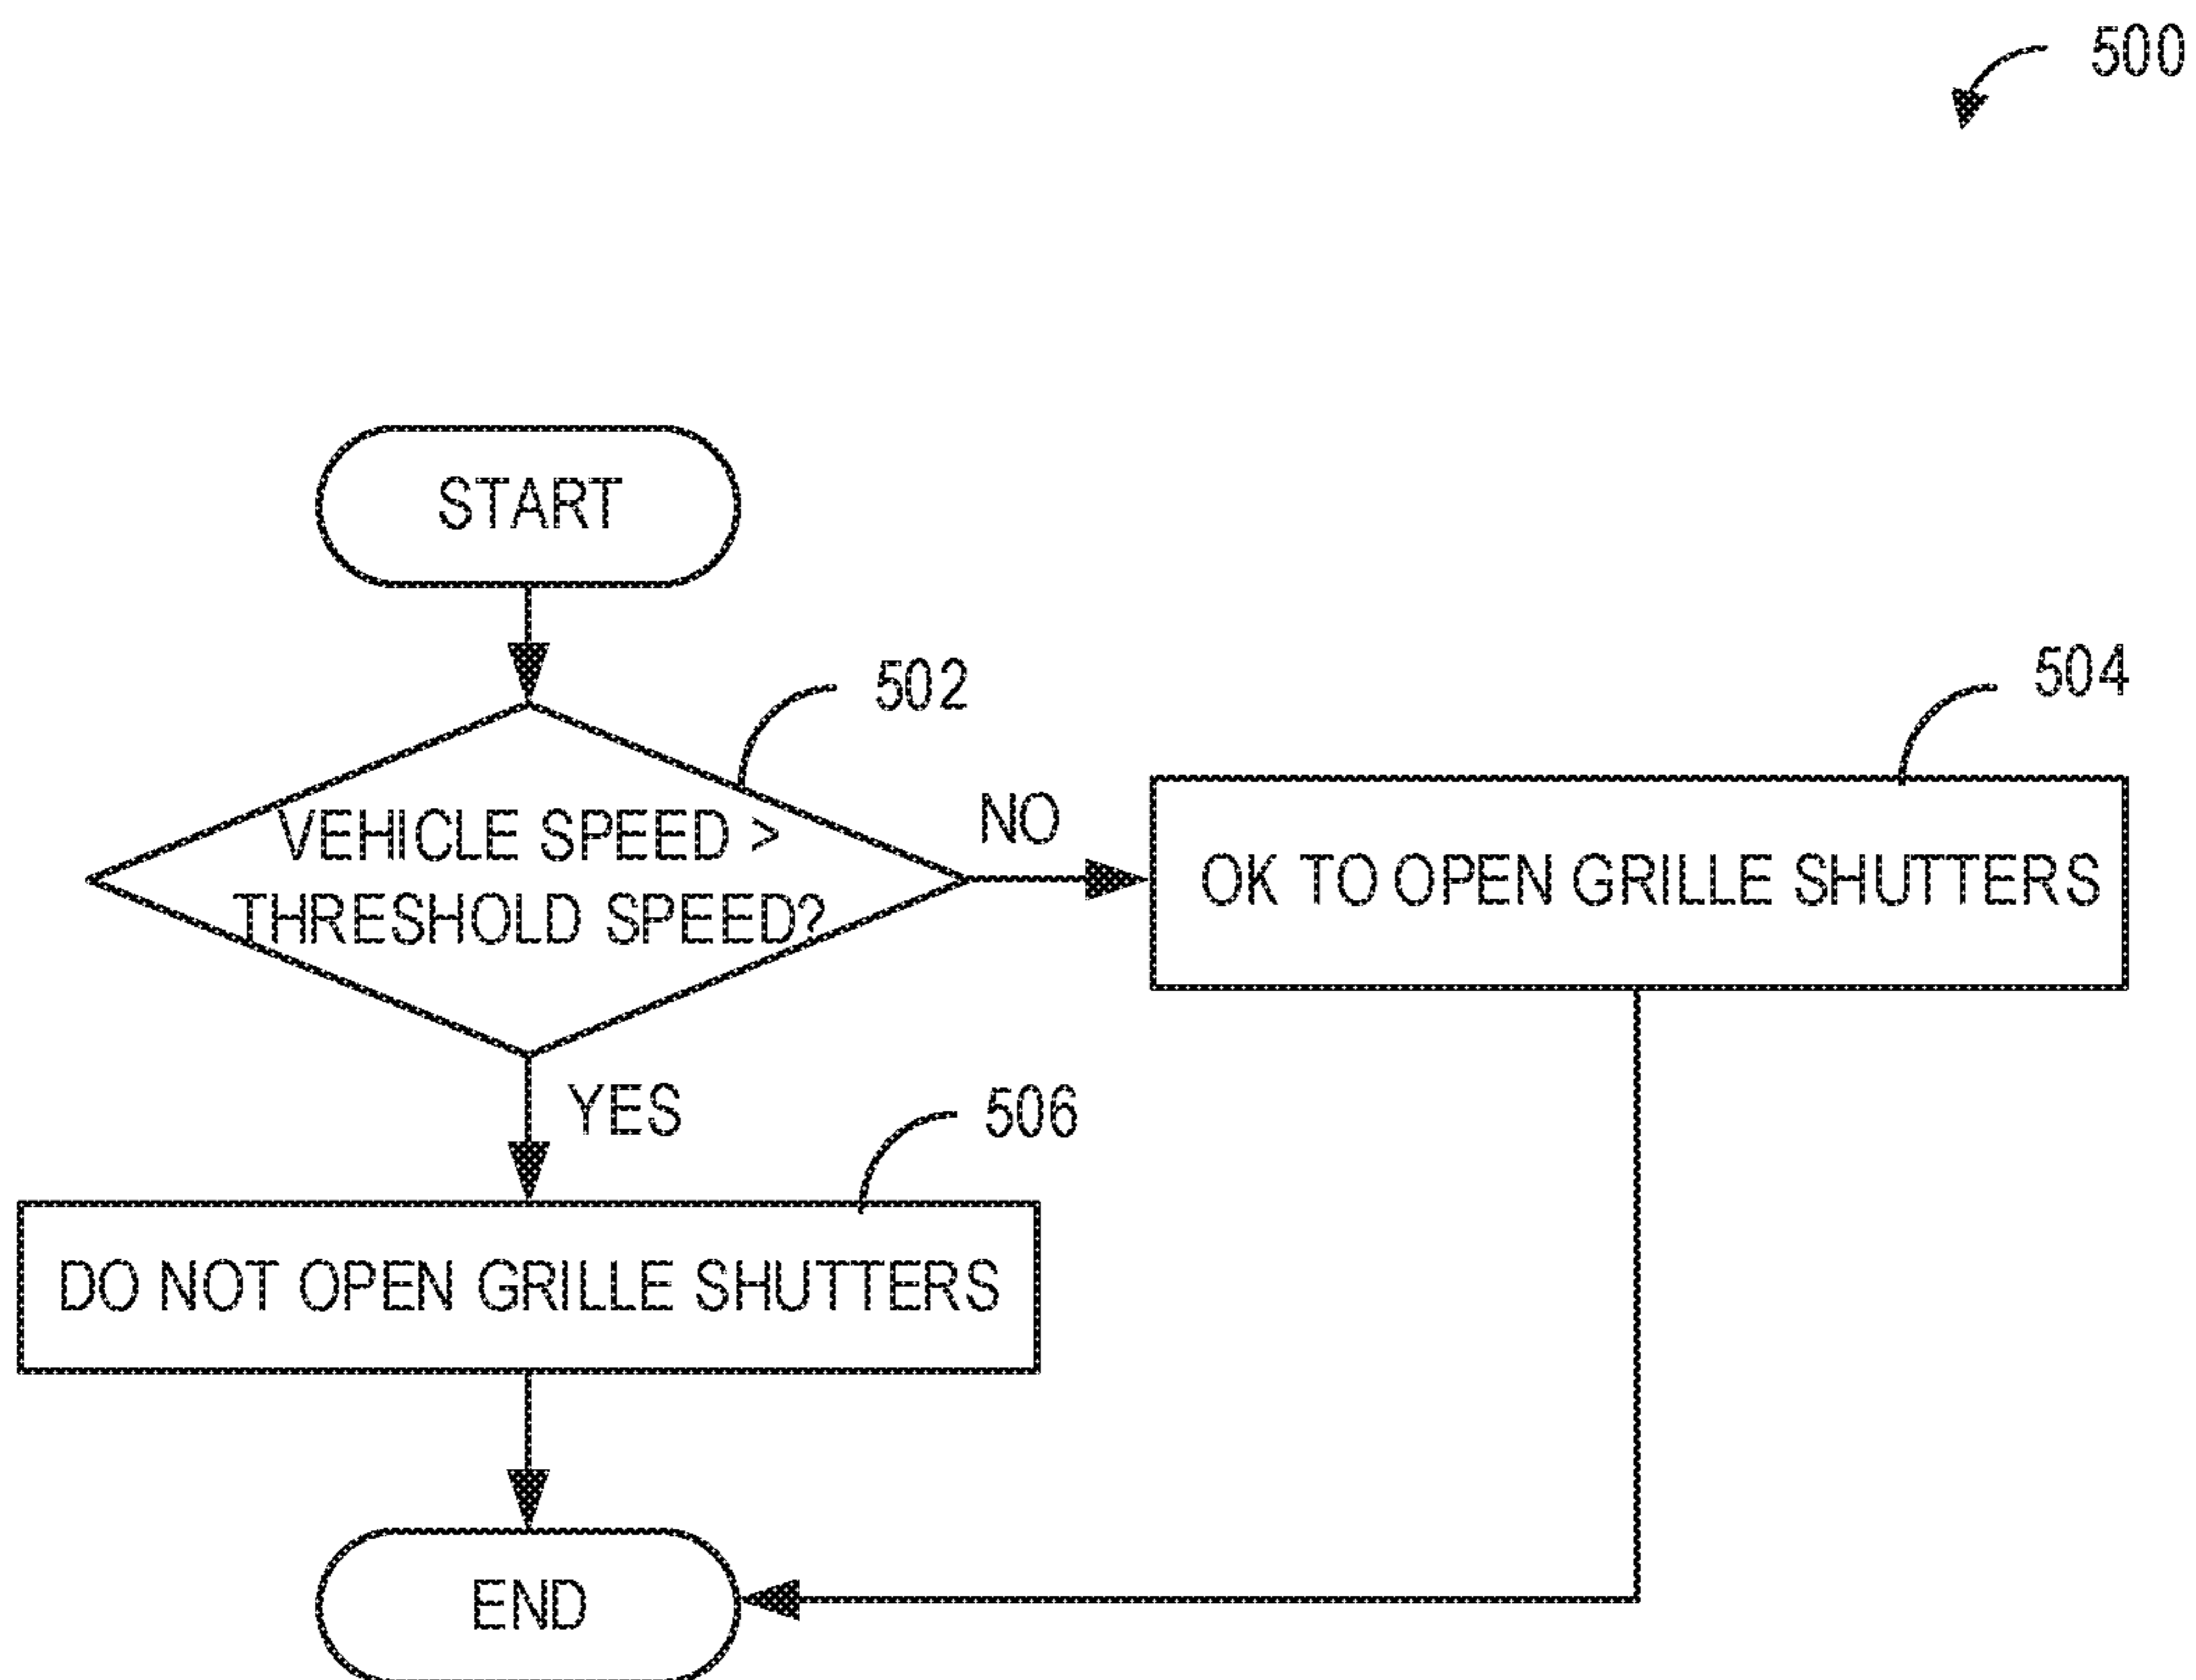 500
START
502
504
VEHICLE SPEED >
THRESHOLD SPEED?
NO
OK TO OPEN GRILLE SHUTTERS
YES
506
DO NOT OPEN GRILLE SHUTTERS
END